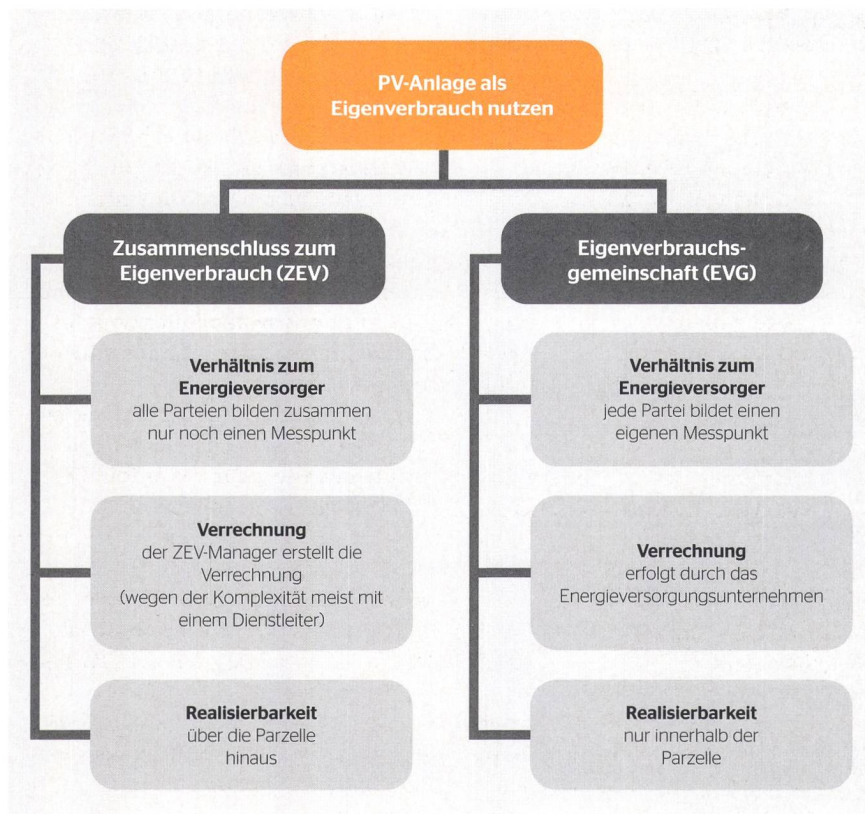 PV-Anlage als
Eigenverbrauch nutzen
Zusammenschluss zum
Eigenverbrauch (ZEV)
Verhältnis zum
Energieversorger
alle Parteien bilden zusammen
nur noch einen Messpunkt
Verrechnung
der ZEV-Manager erstellt die
Verrechnung
(wegen der Komplexität meist mit
einem Dienstleiter)
Realisierbarkeit
über die Parzelle
hinaus
Eigenverbrauchs-
gemeinschaft (EVG)
Verhältnis zum
Energieversorger
jede Partei bildet einen
eigenen Messpunkt
Verrechnung
erfolgt durch das
Energieversorgungsunternehmen
Realisierbarkeit
nur innerhalb der
Parzelle